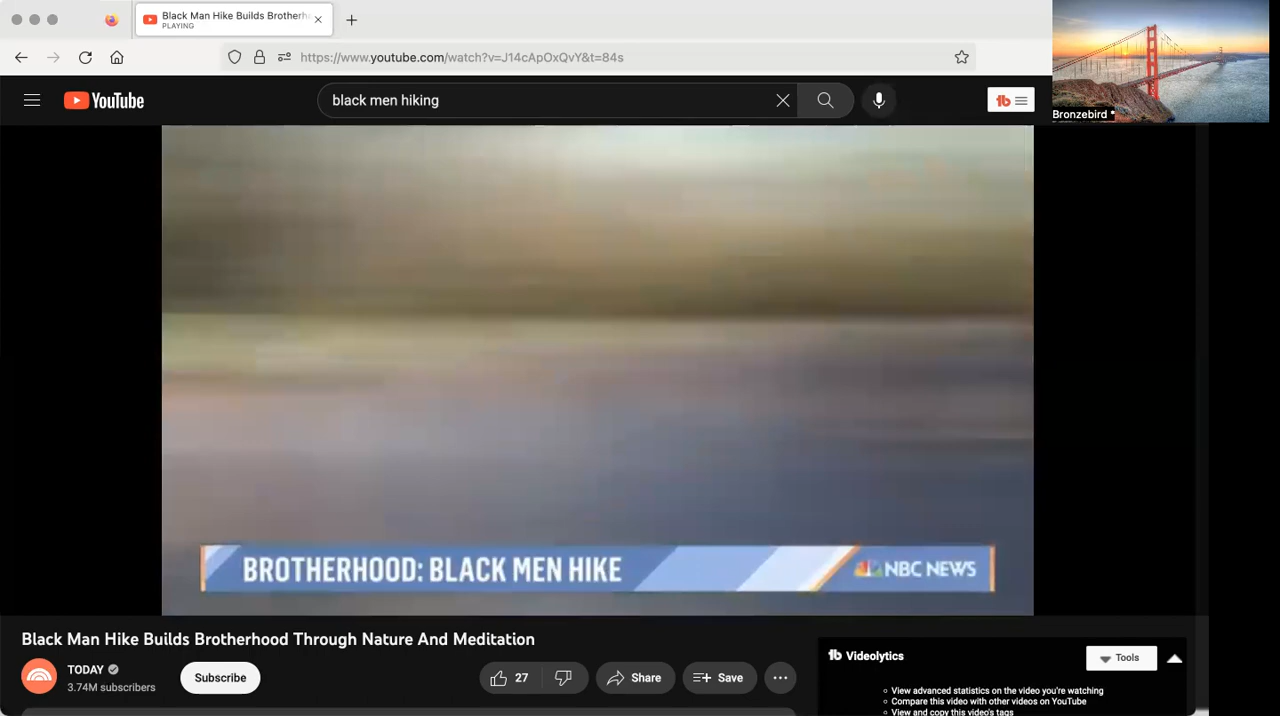 Black Man Hike Builds Brotherh
PLAYING
https://www.youtube.com/watch?v=J14cApOxQvY&t=84s
YouTube
black men hiking
tb
Bronzebird
BROTHERHOOD: BLACK MEN HIKE
NBC NEWS
Black Man Hike Builds Brotherhood Through Nature And Meditation
TODAY
3.74M subscribers
Subscribe
27
Share
Save
tb Videolytics
Tools
View advanced statistics on the video you're watching
Compare this video with other videos on YouTube
View and copy this video's tags